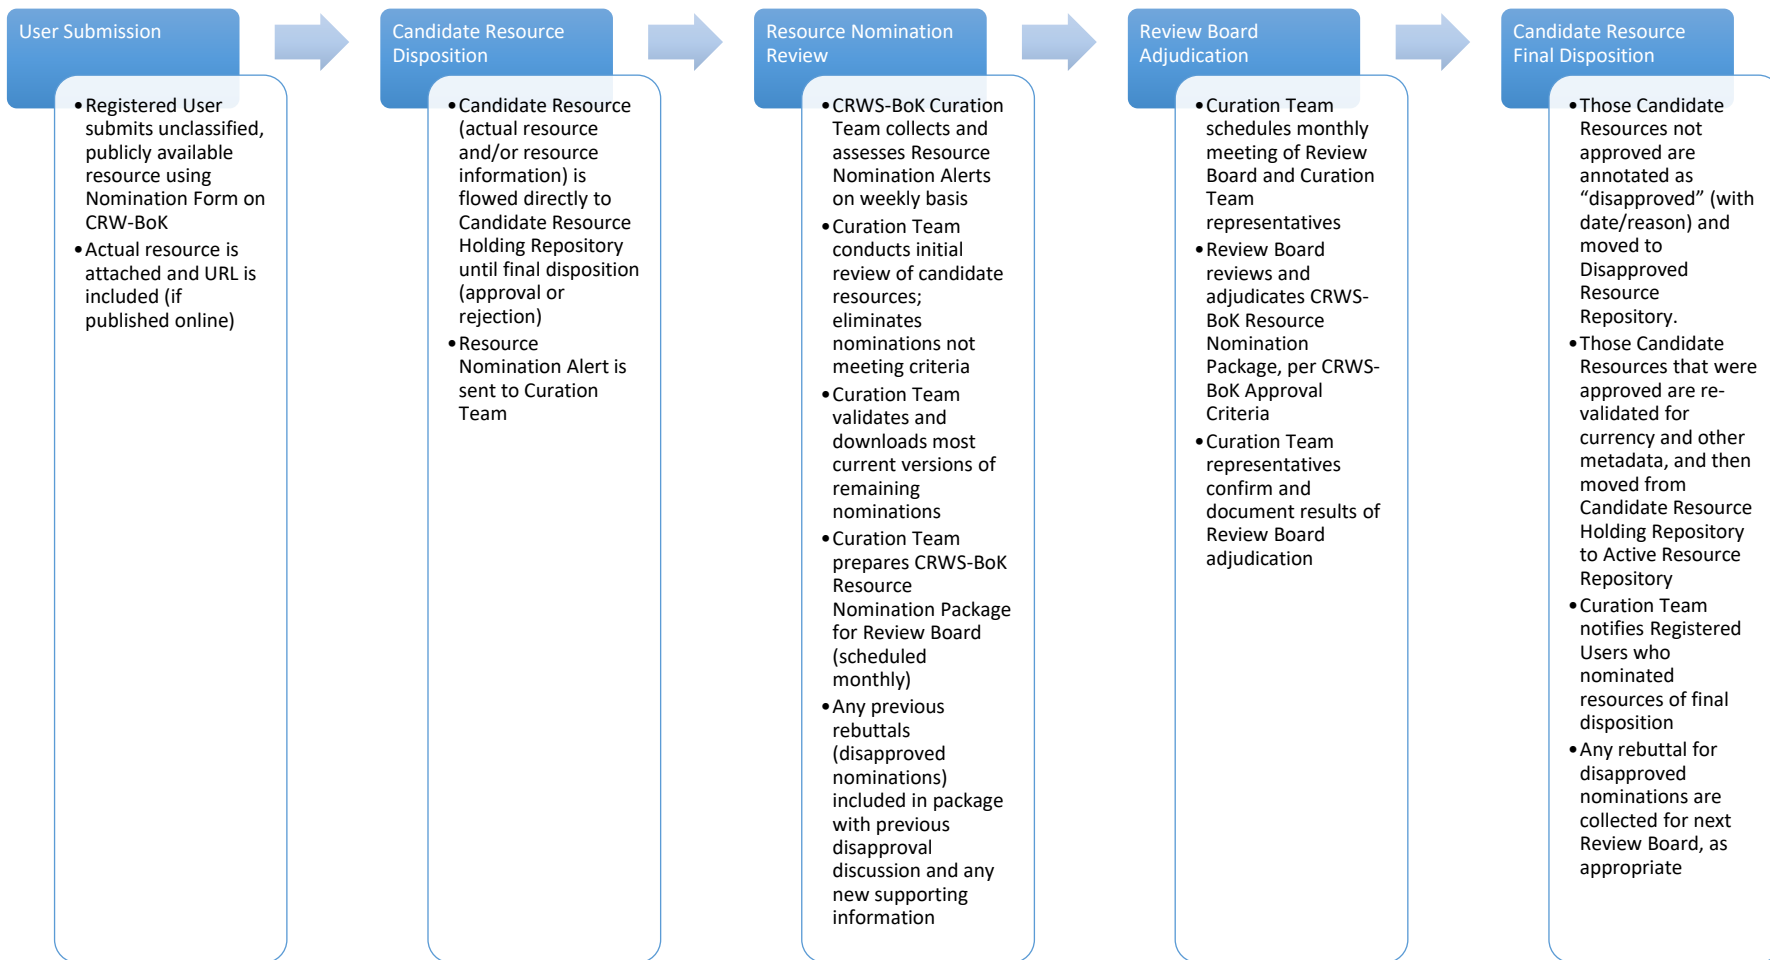 User Submission
•Registered User
submits unclassified,
publicly available
resource using
Nomination Form on
CRW-BoK
•Actual resource is
attached and URL is
included (if
published online)
Candidate Resource
Disposition
•Candidate Resource
(actual resource
and/or resource
information) is
flowed directly to
Candidate Resource
Holding Repository
until final disposition
(approval or
rejection)
•Resource
Nomination Alert is
sent to Curation
Team
Resource Nomination
Review
•CRWS-BoK Curation
Team collects and
assesses Resource
Nomination Alerts
on weekly basis
•Curation Team
conducts initial
review of candidate
resources;
eliminates
nominations not
meeting criteria
•Curation Team
validates and
downloads most
current versions of
remaining
nominations
•Curation Team
prepares CRWS-BoK
Resource
Nomination Package
for Review Board
(scheduled
monthly)
•Any previous
rebuttals
(disapproved
nominations)
included in package
with previous
disapproval
discussion and any
new supporting
information
Review Board
Adjudication
•Curation Team
schedules monthly
meeting of Review
Board and Curation
Team
representatives
•Review Board
reviews and
adjudicates CRWS-
BoK Resource
Nomination
Package, per CRWS-
BoK Approval
Criteria
•Curation Team
representatives
confirm and
document results of
Review Board
adjudication
Candidate Resource
Final Disposition
•Those Candidate
Resources not
approved are
annotated as
“disapproved” (with
date/reason) and
moved to
Disapproved
Resource
Repository.
•Those Candidate
Resources that were
approved are re-
validated for
currency and other
metadata, and then
moved from
Candidate Resource
Holding Repository
to Active Resource
Repository
•Curation Team
notifies Registered
Users who
nominated
resources of final
disposition
•Any rebuttal for
disapproved
nominations are
collected for next
Review Board, as
appropriate